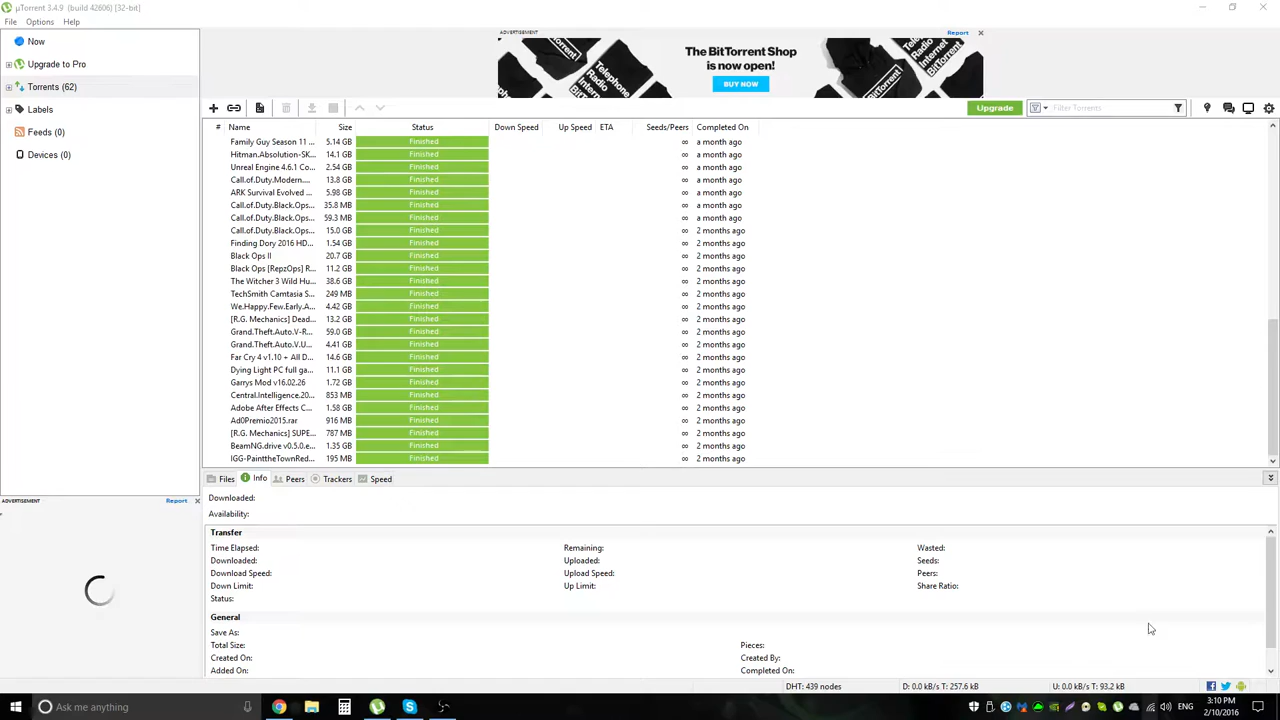 µTorrent 3.4.9 (build 42606) [32-bit]
File Options Help
Now
Upgrade to Pro
Torrents (62)
Labels
Feeds (0)
Devices (0)
ADVERTISEMENT Report
The BitTorrent Shop
is now open!
BUY NOW
Telephone
Radio
Internet
BitTorrent
Upgrade Filter Torrents
# Name Size Status Down Speed Up Speed ETA Seeds/Peers Completed On
Family Guy Season 11 ... 5.14 GB Finished ∞ a month ago
Hitman.Absolution-SK... 14.1 GB Finished ∞ a month ago
Unreal Engine 4.6.1 Co... 2.54 GB Finished ∞ a month ago
Call.of.Duty.Modern.... 13.8 GB Finished ∞ a month ago
ARK Survival Evolved ... 5.98 GB Finished ∞ a month ago
Call.of.Duty.Black.Ops... 35.8 MB Finished ∞ a month ago
Call.of.Duty.Black.Ops... 59.3 MB Finished ∞ a month ago
Call.of.Duty.Black.Ops... 15.0 GB Finished ∞ 2 months ago
Finding Dory 2016 HD... 1.54 GB Finished ∞ 2 months ago
Black Ops II 20.7 GB Finished ∞ 2 months ago
Black Ops [RepzOps] R... 11.2 GB Finished ∞ 2 months ago
The Witcher 3 Wild Hu... 38.6 GB Finished ∞ 2 months ago
TechSmith Camtasia S... 249 MB Finished ∞ 2 months ago
We.Happy.Few.Early.A... 4.42 GB Finished ∞ 2 months ago
[R.G. Mechanics] Dead... 13.2 GB Finished ∞ 2 months ago
Grand.Theft.Auto.V-R... 59.0 GB Finished ∞ 2 months ago
Grand.Theft.Auto.V.U... 4.41 GB Finished ∞ 2 months ago
Far Cry 4 v1.10 + All D... 14.6 GB Finished ∞ 2 months ago
Dying Light PC full ga... 11.1 GB Finished ∞ 2 months ago
Garrys Mod v16.02.26 1.72 GB Finished ∞ 2 months ago
Central.Intelligence.20... 853 MB Finished ∞ 2 months ago
Adobe After Effects C... 1.58 GB Finished ∞ 2 months ago
Ad0Premio2015.rar 916 MB Finished ∞ 2 months ago
[R.G. Mechanics] SUPE... 787 MB Finished ∞ 2 months ago
BeamNG.drive v0.5.0.e... 1.35 GB Finished ∞ 2 months ago
IGG-PainttheTownRed... 195 MB Finished ∞ 2 months ago
Files Info Peers Trackers Speed
ADVERTISEMENT Report
Downloaded:
Availability:
Transfer
Time Elapsed: Remaining: Wasted:
Downloaded: Uploaded: Seeds:
Download Speed: Upload Speed: Peers:
Down Limit: Up Limit: Share Ratio:
Status:
General
Save As:
Total Size: Pieces:
Created On: Created By:
Added On: Completed On:
DHT: 439 nodes D: 0.0 kB/s T: 257.6 kB U: 0.0 kB/s T: 93.2 kB
Ask me anything
ENG 3:10 PM
2/10/2016